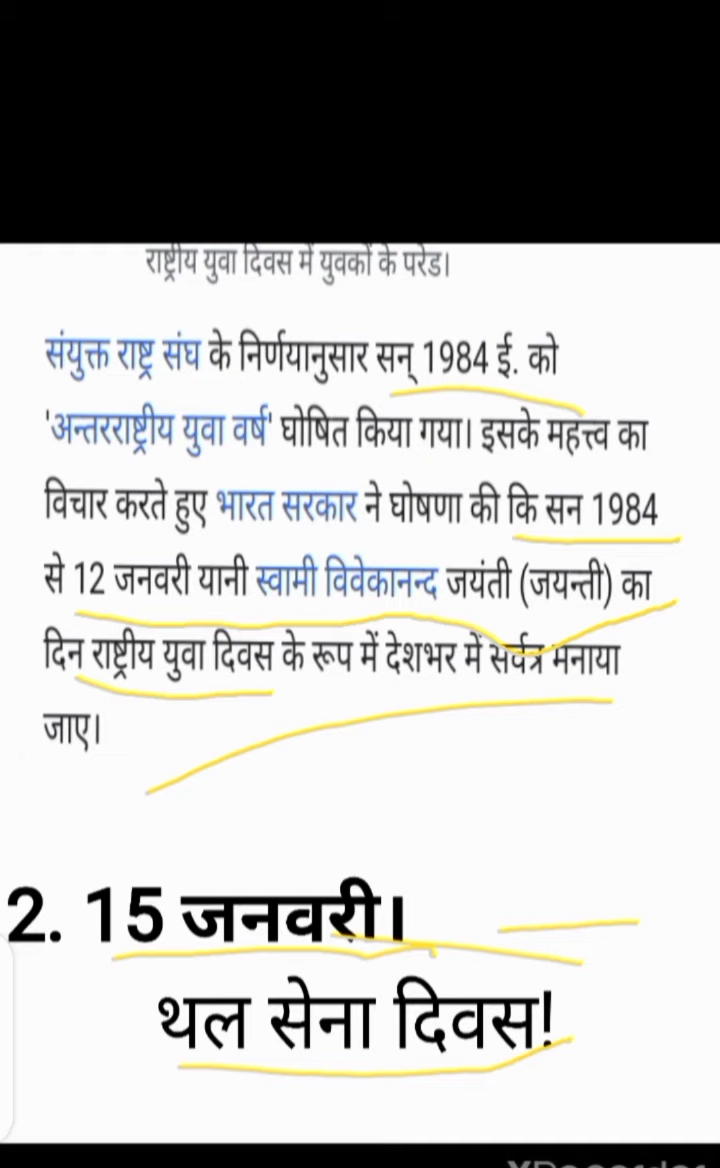 राष्ट्रीय युवा दिवस में युवकों के परेड।
संयुक्त राष्ट्र संघ के निर्णयानुसार सन् 1984 ई. को
'अन्तरराष्ट्रीय युवा वर्ष' घोषित किया गया। इसके महत्त्व का
विचार करते हुए भारत सरकार ने घोषणा की कि सन 1984
से 12 जनवरी यानी स्वामी विवेकानन्द जयंती (जयन्ती) का
दिन राष्ट्रीय युवा दिवस के रूप में देशभर में सर्वत्र मनाया
जाए।
2. 15 जनवरी।
थल सेना दिवस!